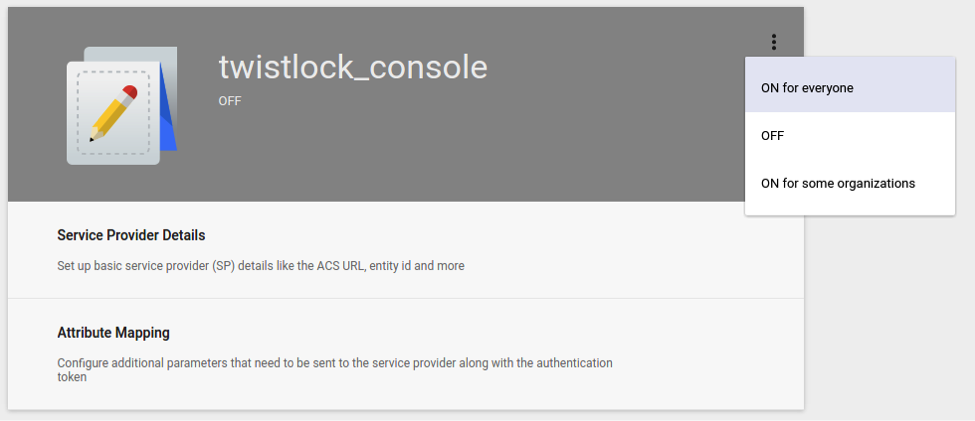 twistlock_console
OFF
ON for everyone
OFF
ON for some organizations
Service Provider Details
Set up basic service provider (SP) details like the ACS URL, entity id and more
Attribute Mapping
Configure additional parameters that need to be sent to the service provider along with the authentication
token